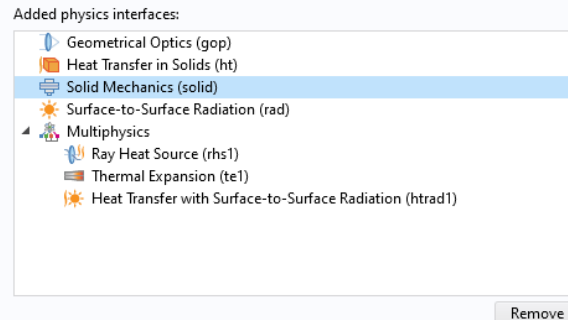 Added physics interfaces:
Geometrical Optics (gop)
Heat Transfer in Solids (ht)
Solid Mechanics (solid)
Surface-to-Surface Radiation (rad)
Multiphysics
Ray Heat Source (rhs1)
Thermal Expansion (te1)
Heat Transfer with Surface-to-Surface Radiation (htrad1)
Remove